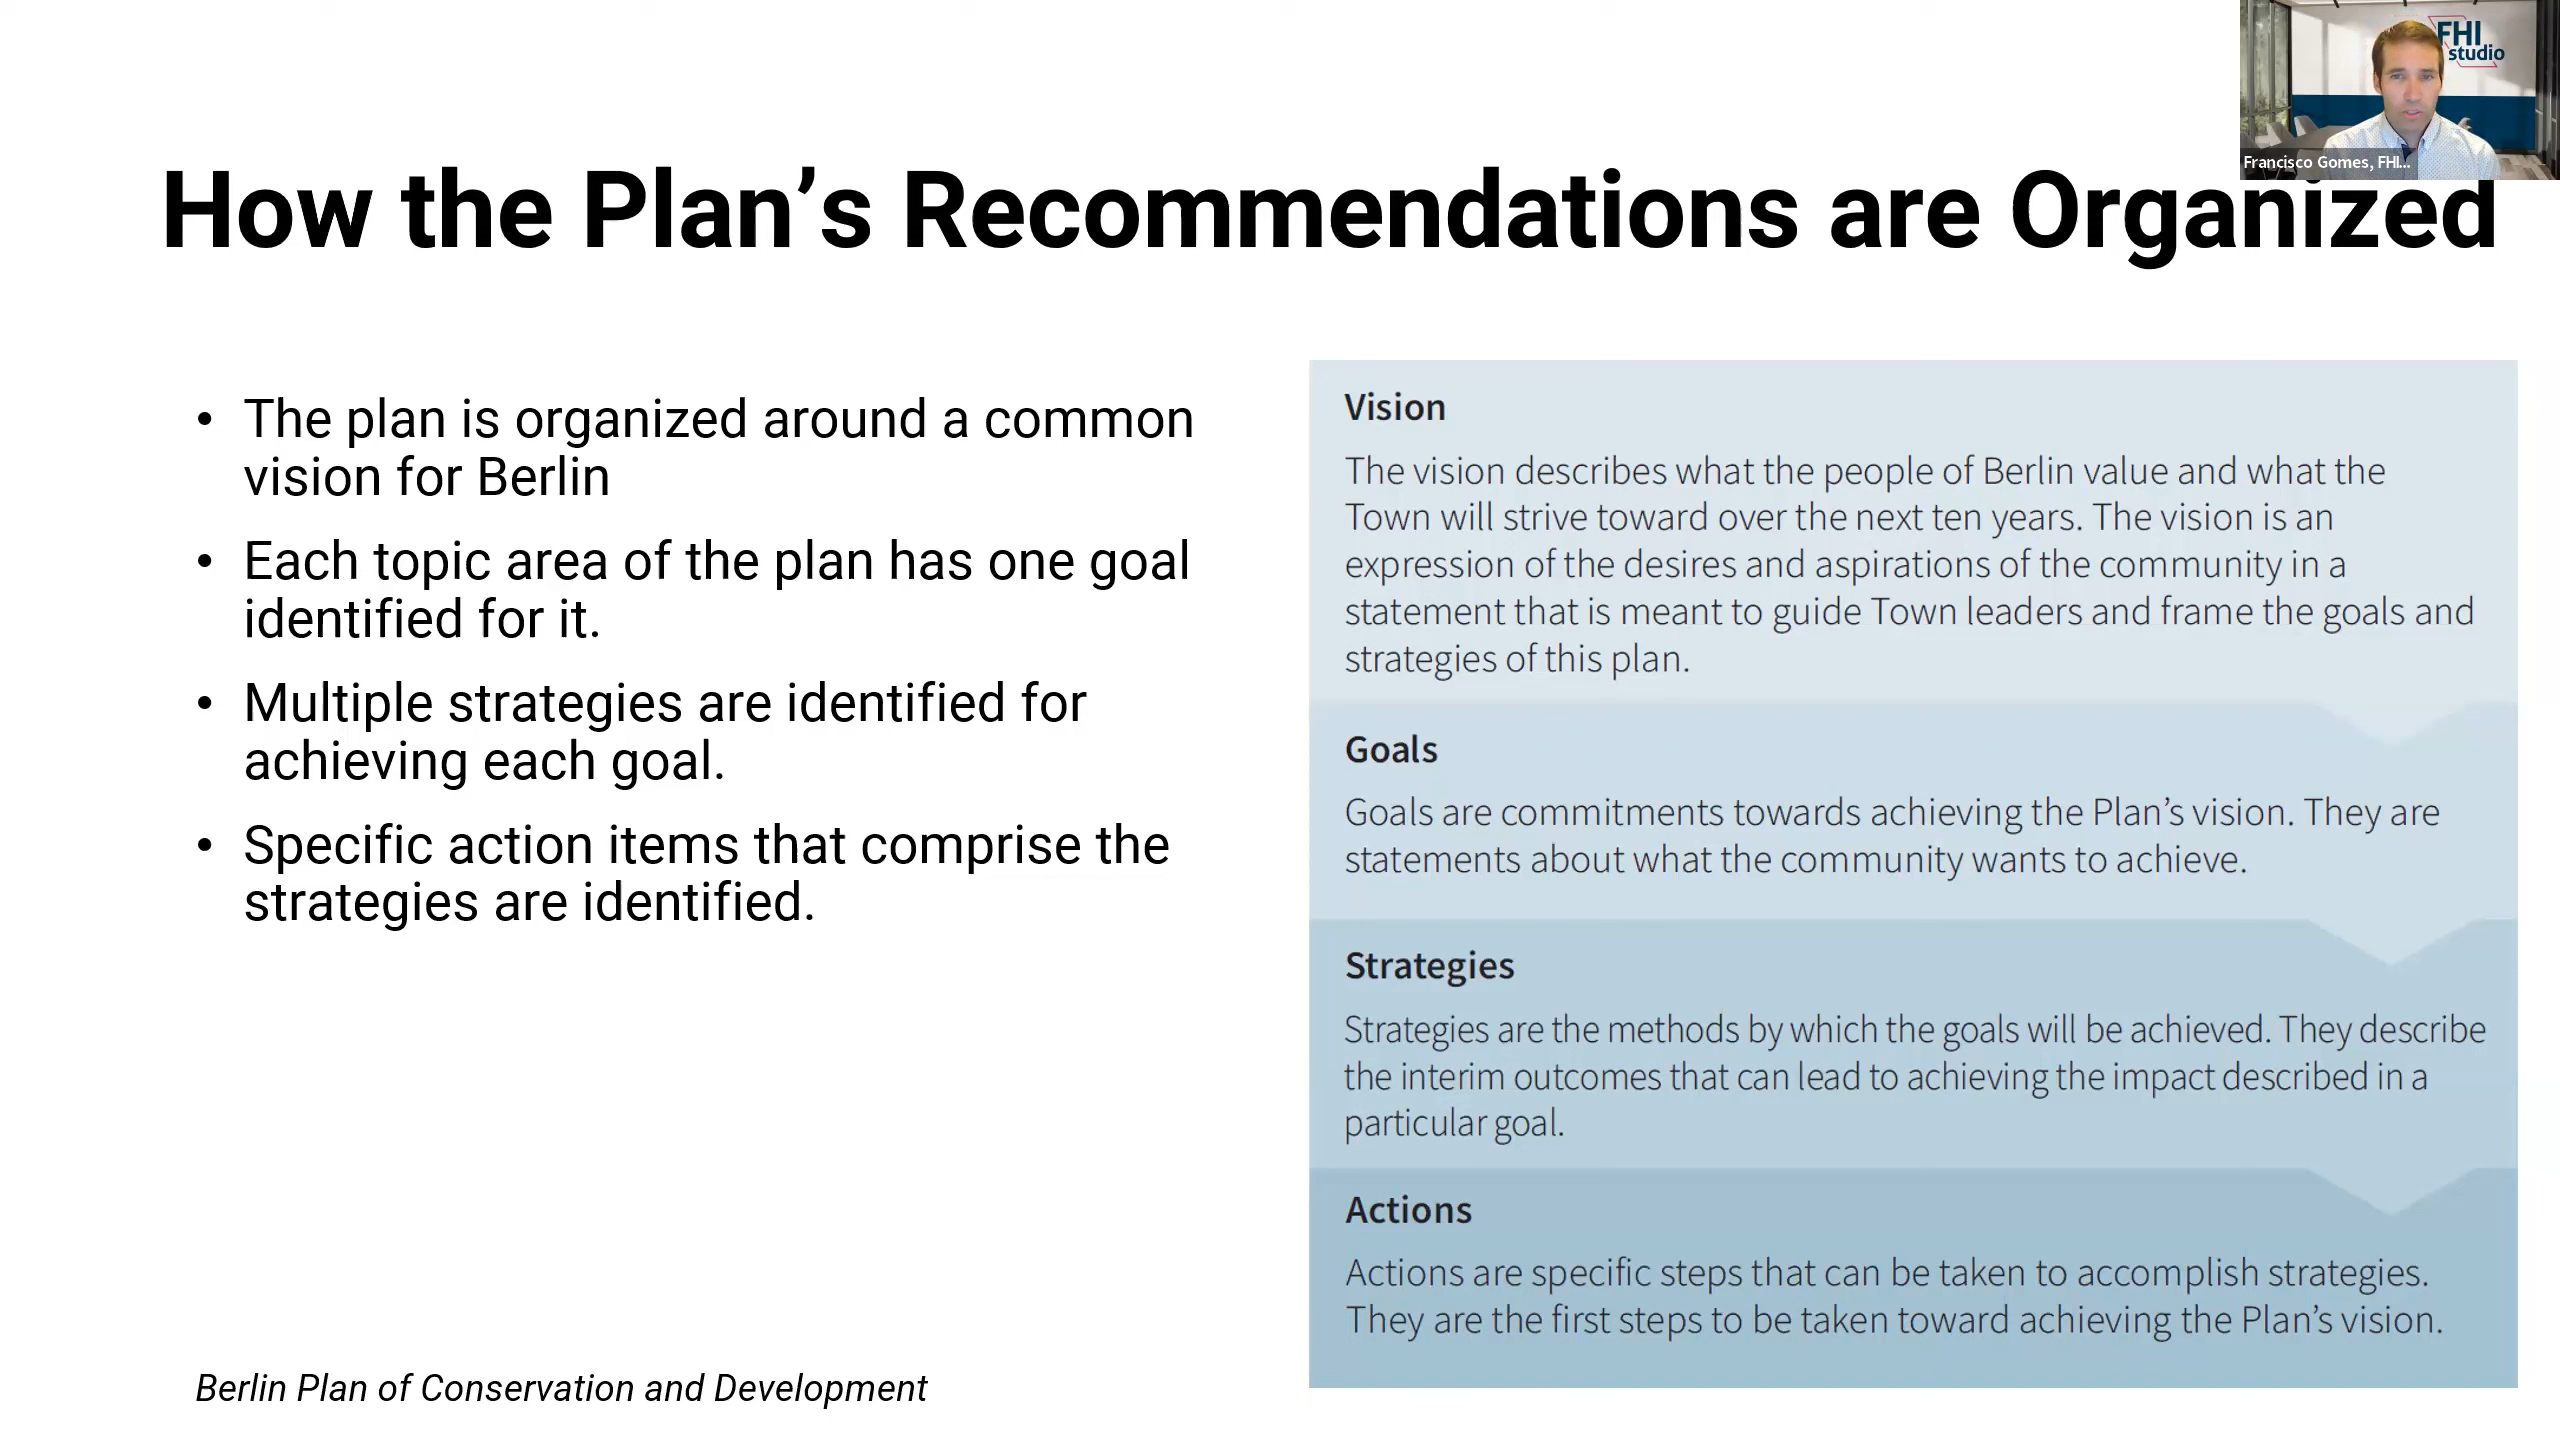 FHI
studio
Francisco Gomes, FHI...
How the Plan’s Recommendations are Organized
• The plan is organized around a common
vision for Berlin
• Each topic area of the plan has one goal
identified for it.
• Multiple strategies are identified for
achieving each goal.
• Specific action items that comprise the
strategies are identified.
Vision
The vision describes what the people of Berlin value and what the
Town will strive toward over the next ten years. The vision is an
expression of the desires and aspirations of the community in a
statement that is meant to guide Town leaders and frame the goals and
strategies of this plan.
Goals
Goals are commitments towards achieving the Plan’s vision. They are
statements about what the community wants to achieve.
Strategies
Strategies are the methods by which the goals will be achieved. They describe
the interim outcomes that can lead to achieving the impact described in a
particular goal.
Actions
Actions are specific steps that can be taken to accomplish strategies.
They are the first steps to be taken toward achieving the Plan’s vision.
Berlin Plan of Conservation and Development